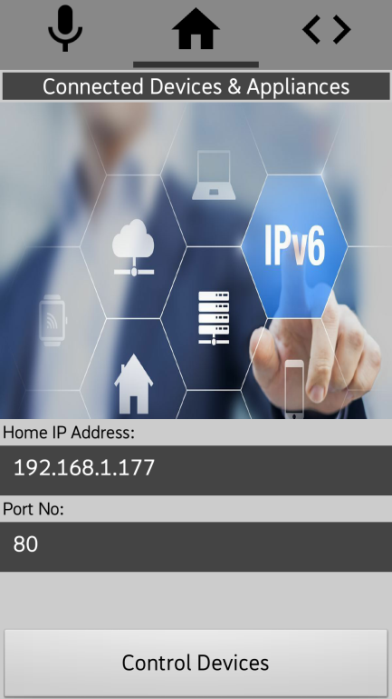 Connected Devices & Appliances
IPv6
Home IP Address:
192.168.1.177
Port No:
80
Control Devices